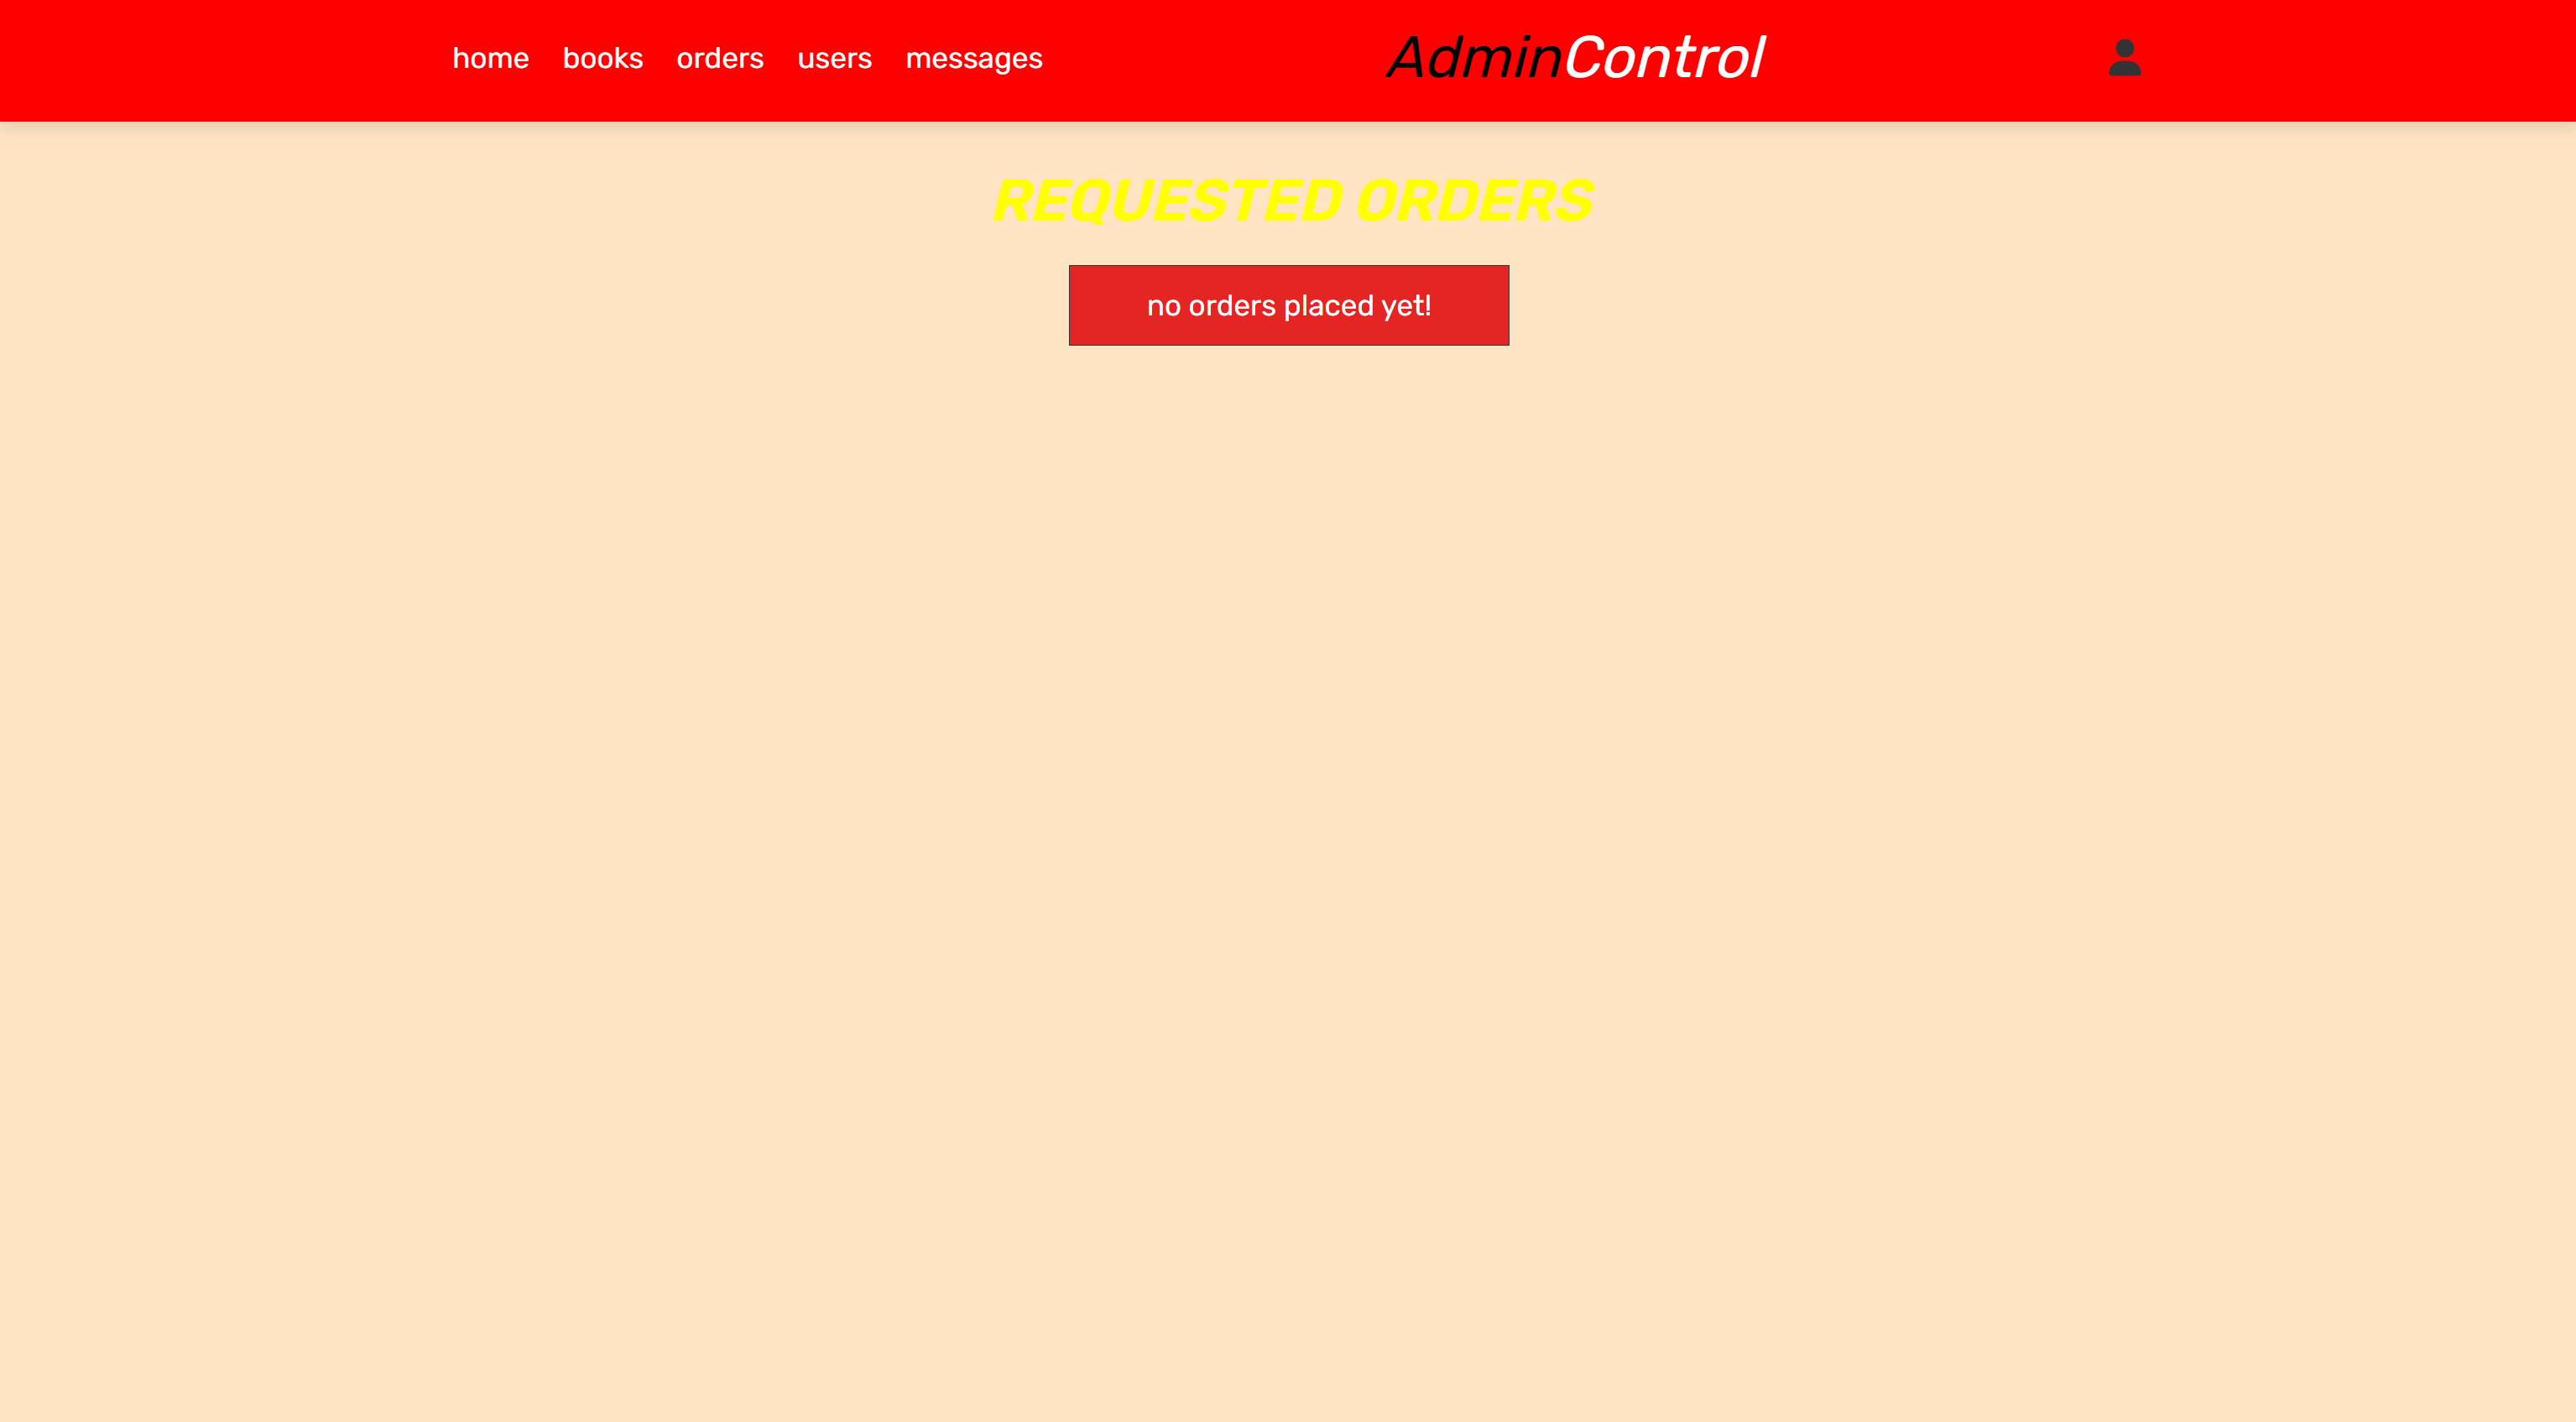 home books orders users messages AdminControl
REQUESTED ORDERS
no orders placed yet!